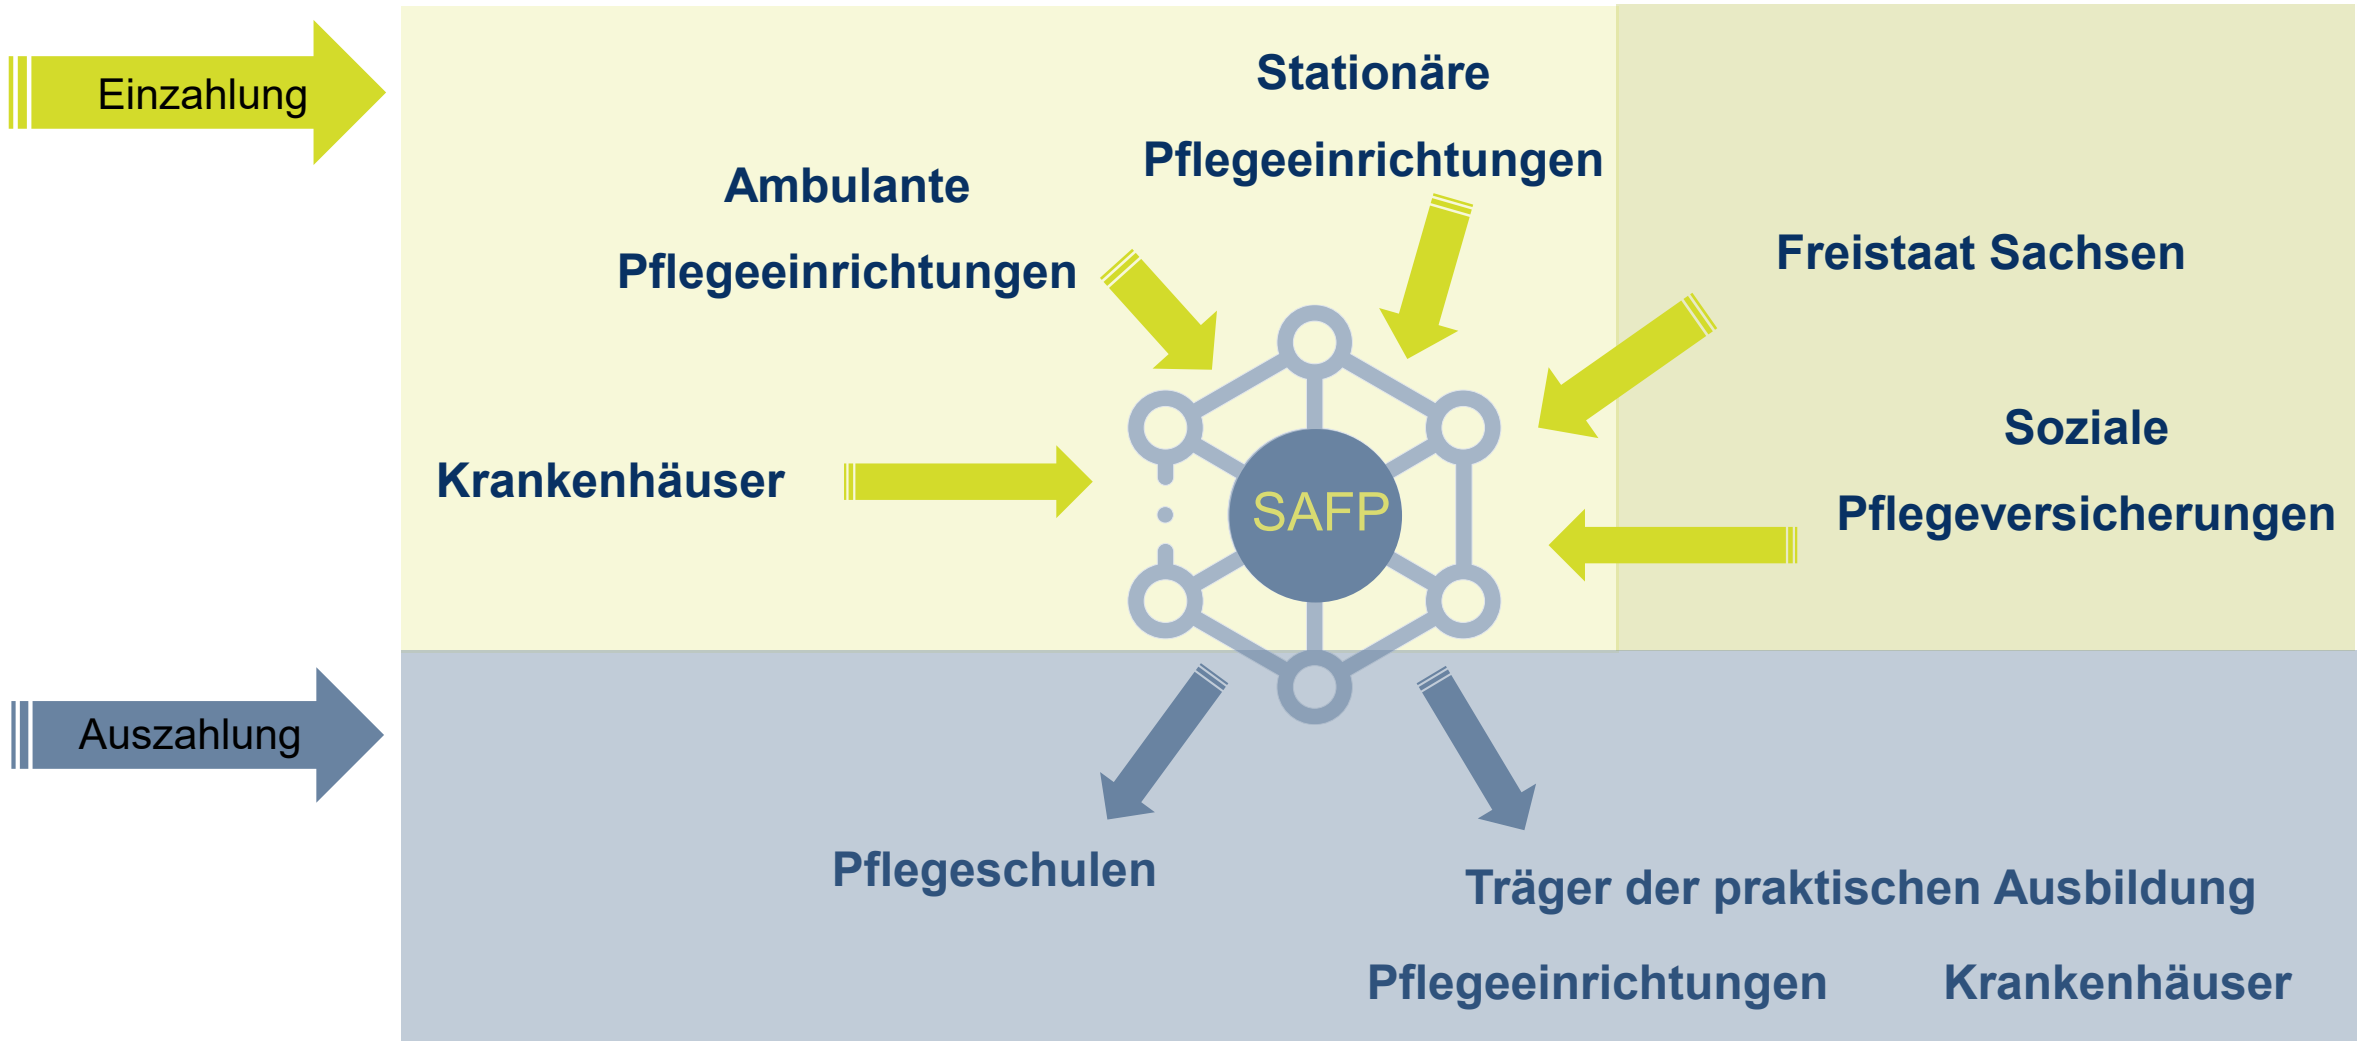 Einzahlung
Stationäre
Pflegeeinrichtungen
Ambulante
Pflegeeinrichtungen
Freistaat Sachsen
Krankenhäuser
SAFP
Soziale
Pflegeversicherungen
Auszahlung
Pflegeschulen
Träger der praktischen Ausbildung
Pflegeeinrichtungen Krankenhäuser